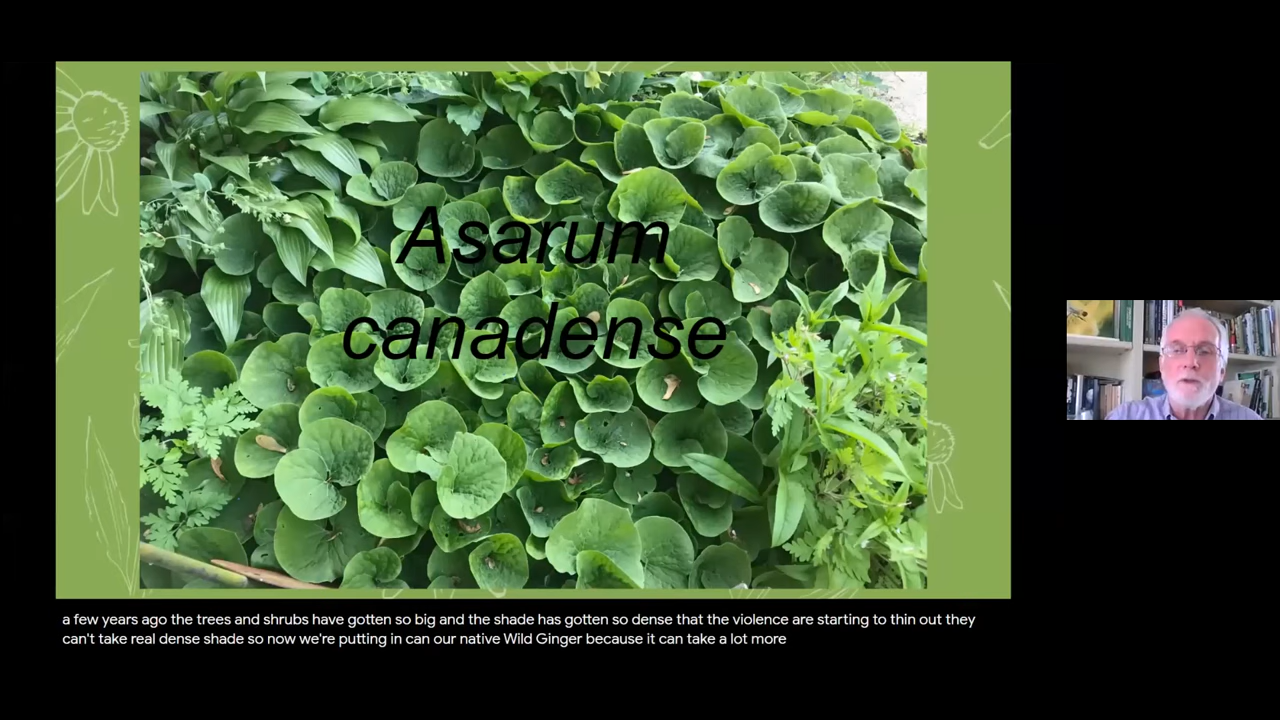 Asarum
canadense
a few years ago the trees and shrubs have gotten so big and the shade has gotten so dense that the violence are starting to thin out they
can't take real dense shade so now we're putting in can our native Wild Ginger because it can take a lot more